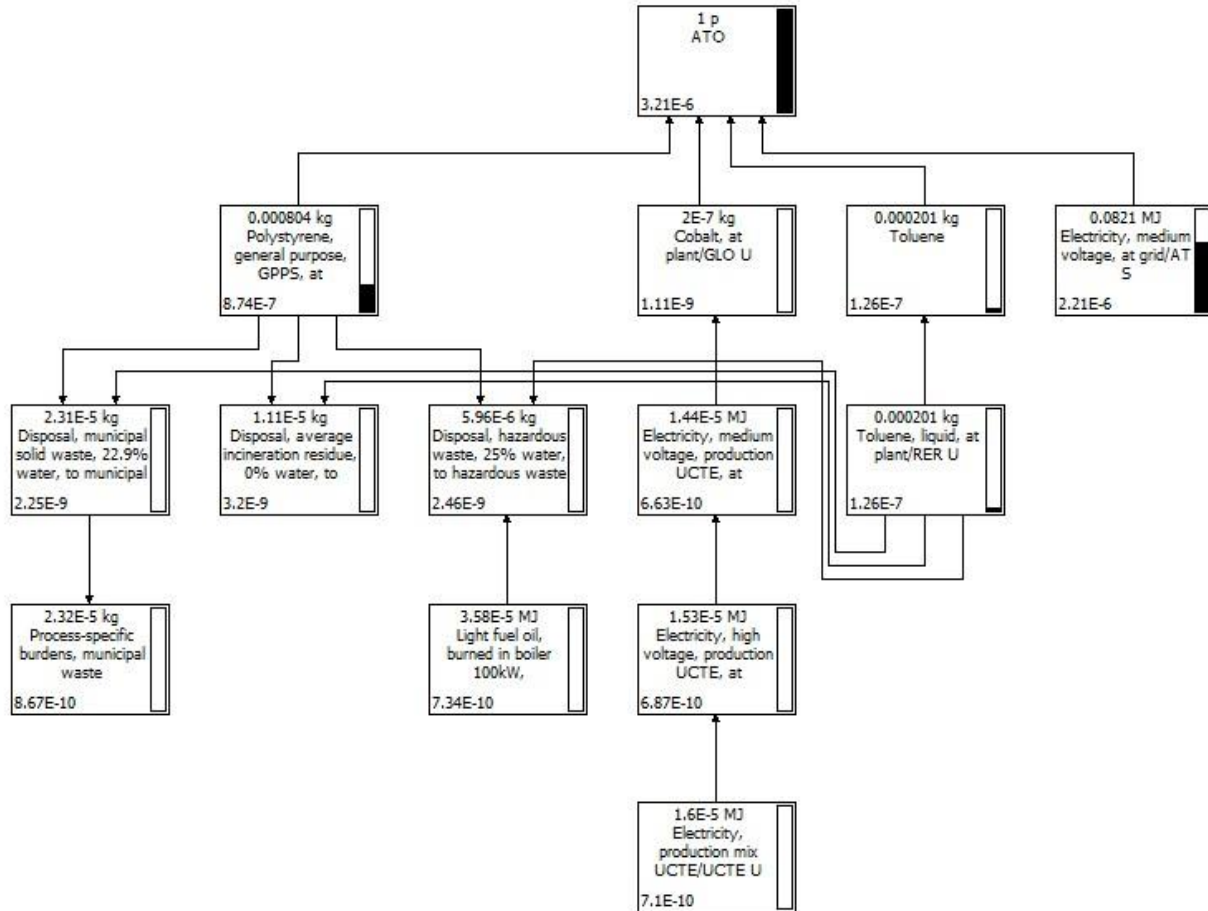 1 p
ATO
3.21E-6
0.000804 kg
Polystyrene,
general purpose,
GPPS, at
8.74E-7
2E-7 kg
Cobalt, at
plant/GLO U
1.11E-9
0.000201 kg
Toluene
1.26E-7
0.0821 MJ
Electricity, medium
voltage, at grid/AT
S
2.21E-6
2.31E-5 kg
Disposal, municipal
solid waste, 22.9%
water, to municipal
2.25E-9
1.11E-5 kg
Disposal, average
incineration residue,
0% water, to
3.2E-9
5.96E-6 kg
Disposal, hazardous
waste, 25% water,
to hazardous waste
2.46E-9
1.44E-5 MJ
Electricity, medium
voltage, production
UCTE, at
6.63E-10
0.000201 kg
Toluene, liquid, at
plant/RER U
1.26E-7
2.32E-5 kg
Process-specific
burdens, municipal
waste
8.67E-10
3.58E-5 MJ
Light fuel oil,
burned in boiler
100kW,
7.34E-10
1.53E-5 MJ
Electricity, high
voltage, production
UCTE, at
6.87E-10
1.6E-5 MJ
Electricity,
production mix
UCTE/UCTE U
7.1E-10